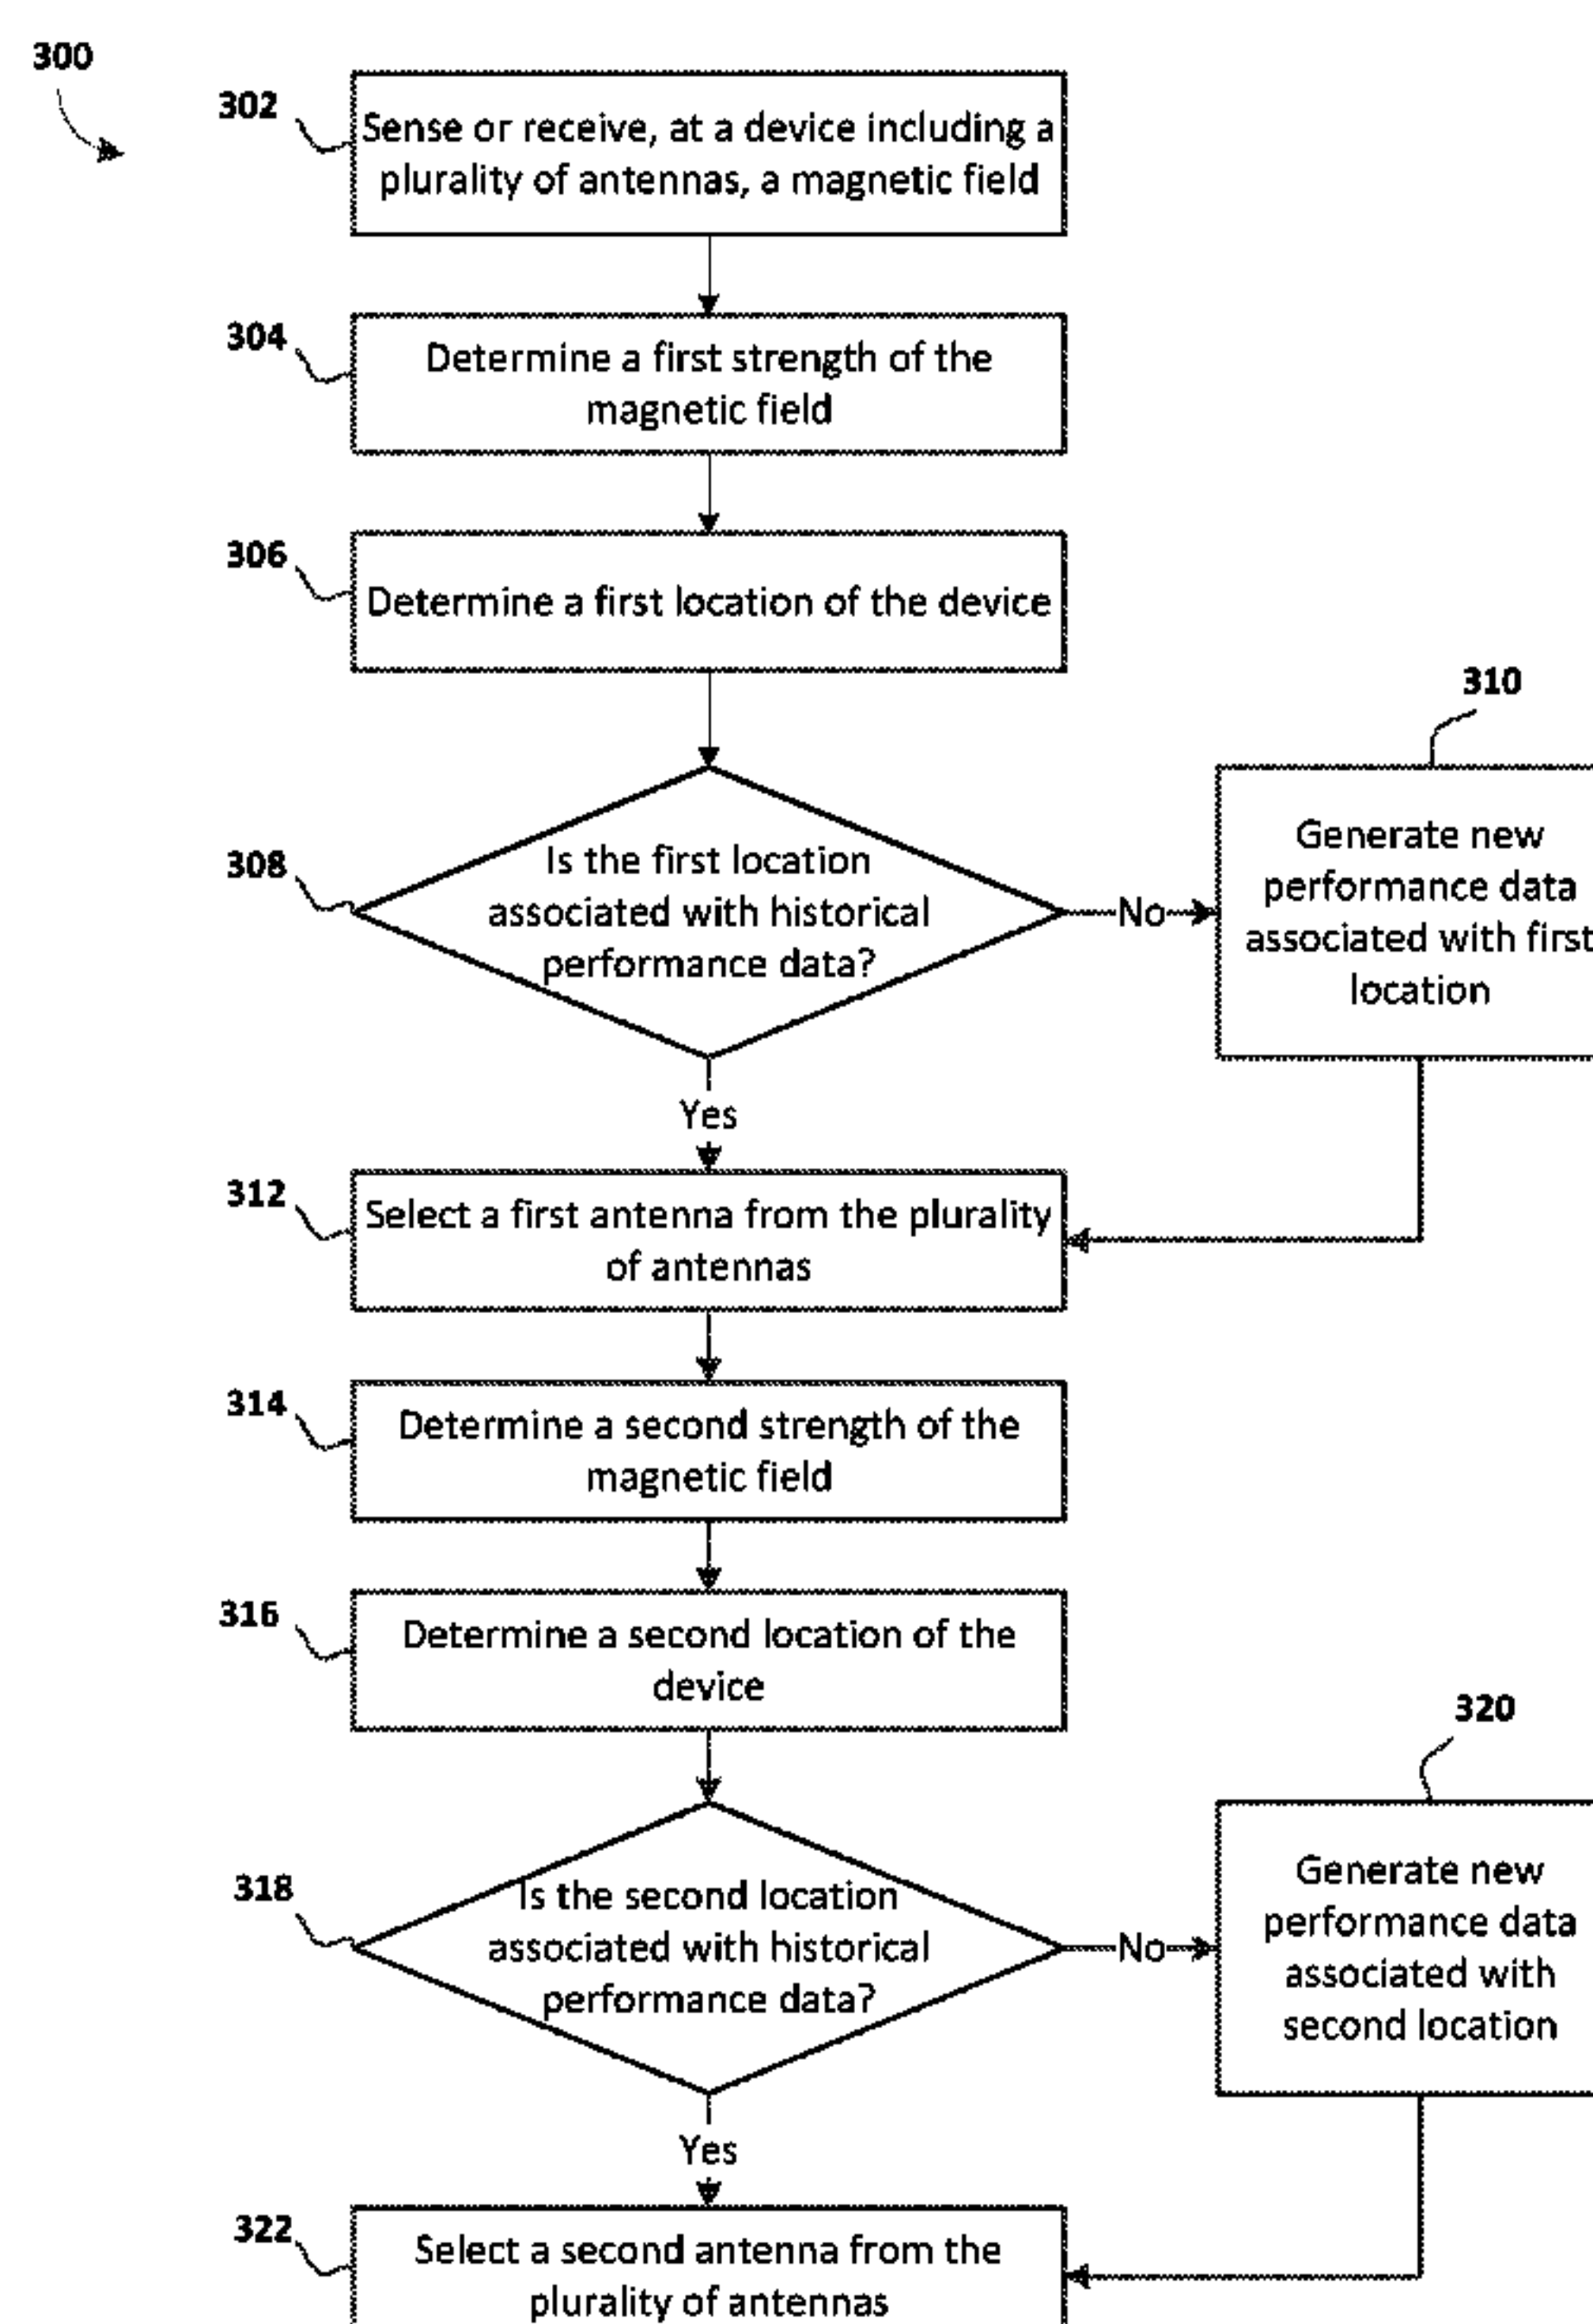 300
302
Sense or receive, at a device including a
plurality of antennas, a magnetic field
304
Determine a first strength of the
magnetic field
306
Determine a first location of the device
308
Is the first location
associated with historical
performance data?
No
310
Generate new
performance data
associated with first
location
Yes
312
Select a first antenna from the plurality
of antennas
314
Determine a second strength of the
magnetic field
316
Determine a second location of the
device
318
Is the second location
associated with historical
performance data?
No
320
Generate new
performance data
associated with
second location
Yes
322
Select a second antenna from the
plurality of antennas